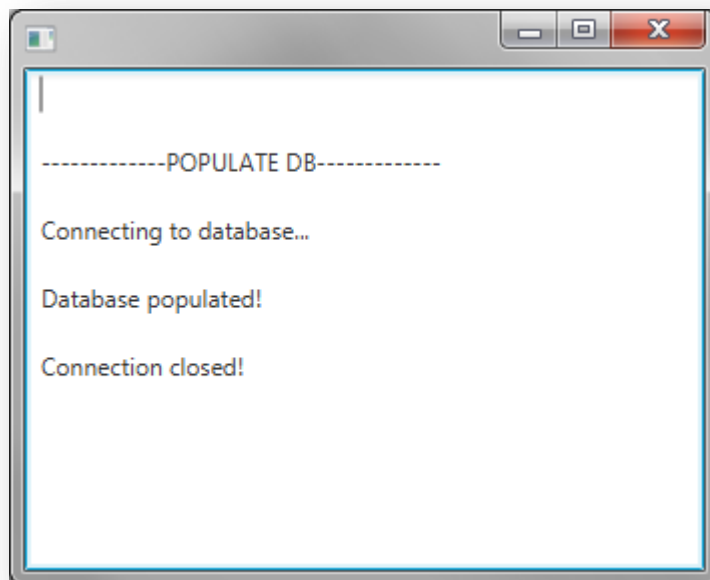 -------------POPULATE DB-------------
Connecting to database...
Database populated!
Connection closed!